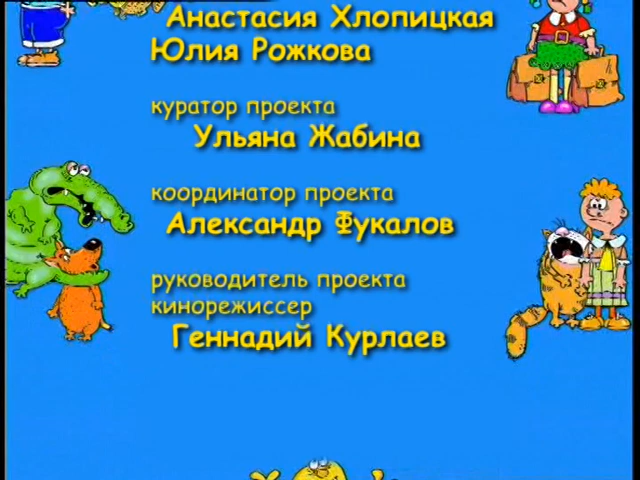 Анастасия Хлопицкая
Юлия Рожкова
куратор проекта
Ульяна Жабина
координатор проекта
Александр Фукалов
руководитель проекта
кинорежиссер
Геннадий Курлаев